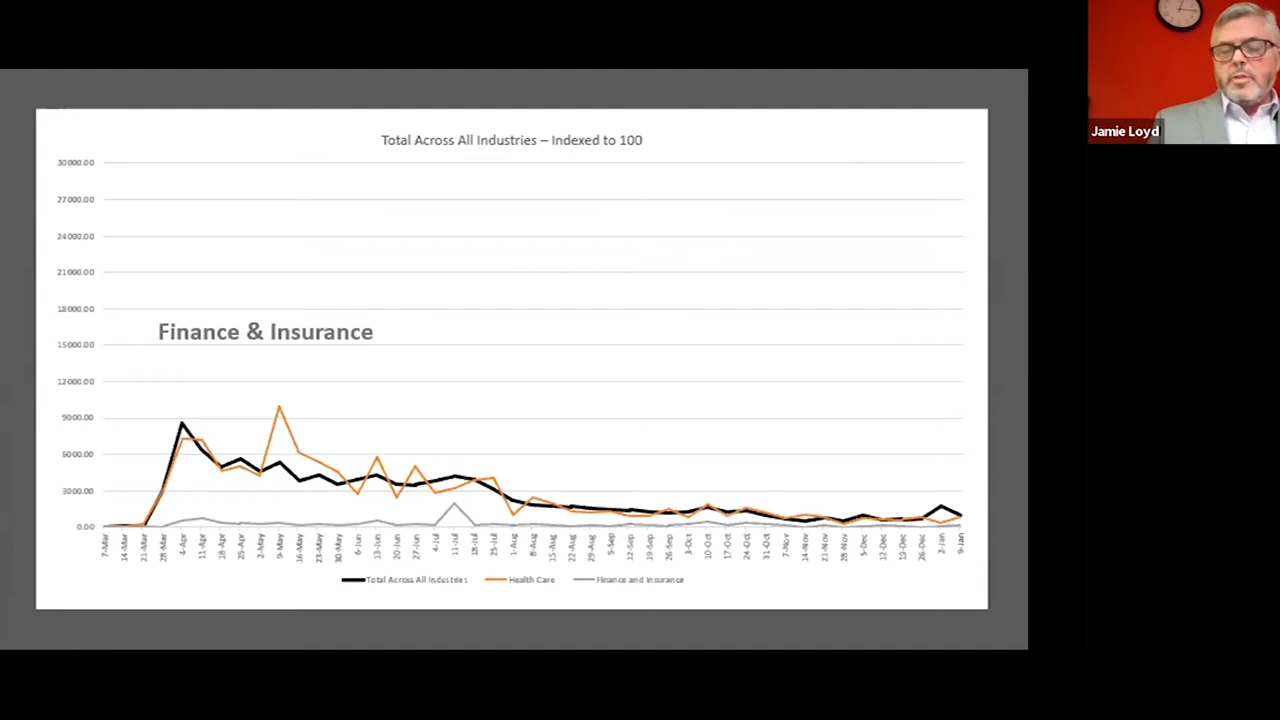 Jamie Loyd
Total Across All Industries – Indexed to 100
30000.00
27000.00
24000.00
21000.00
18000.00
15000.00
12000.00
9000.00
6000.00
3000.00
0.00
Finance & Insurance
7-Mar
14-Mar
21-Mar
28-Mar
4-Apr
11-Apr
18-Apr
25-Apr
2-May
9-May
16-May
23-May
30-May
6-Jun
13-Jun
20-Jun
27-Jun
4-Jul
11-Jul
18-Jul
25-Jul
1-Aug
8-Aug
15-Aug
22-Aug
29-Aug
5-Sep
12-Sep
19-Sep
26-Sep
3-Oct
10-Oct
17-Oct
24-Oct
31-Oct
7-Nov
14-Nov
21-Nov
28-Nov
5-Dec
12-Dec
19-Dec
26-Dec
2-Jan
9-Jan
Total Across All Industries Health Care Finance and Insurance